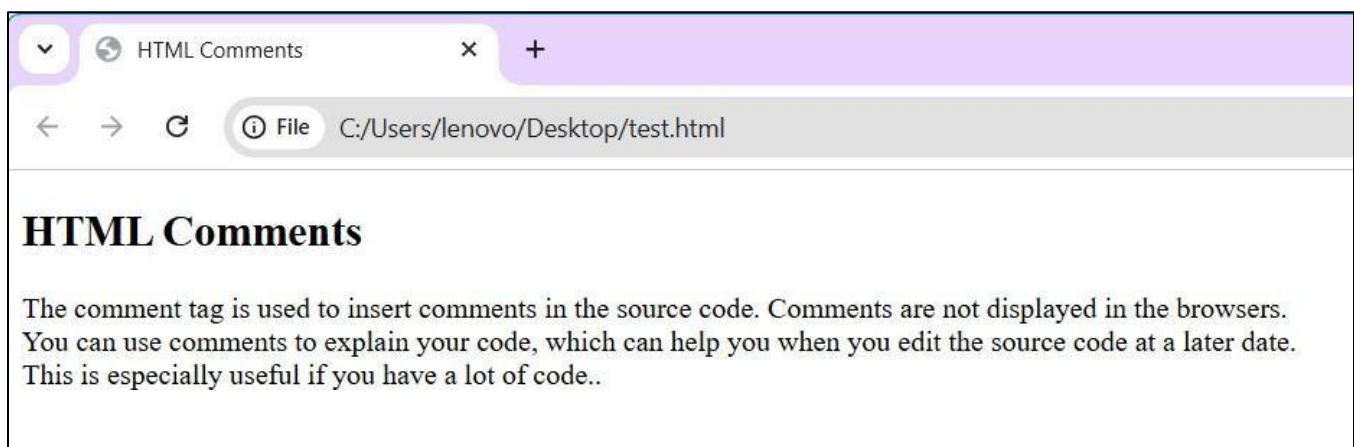 HTML Comments
File C:/Users/lenovo/Desktop/test.html
HTML Comments
The comment tag is used to insert comments in the source code. Comments are not displayed in the browsers.
You can use comments to explain your code, which can help you when you edit the source code at a later date.
This is especially useful if you have a lot of code..